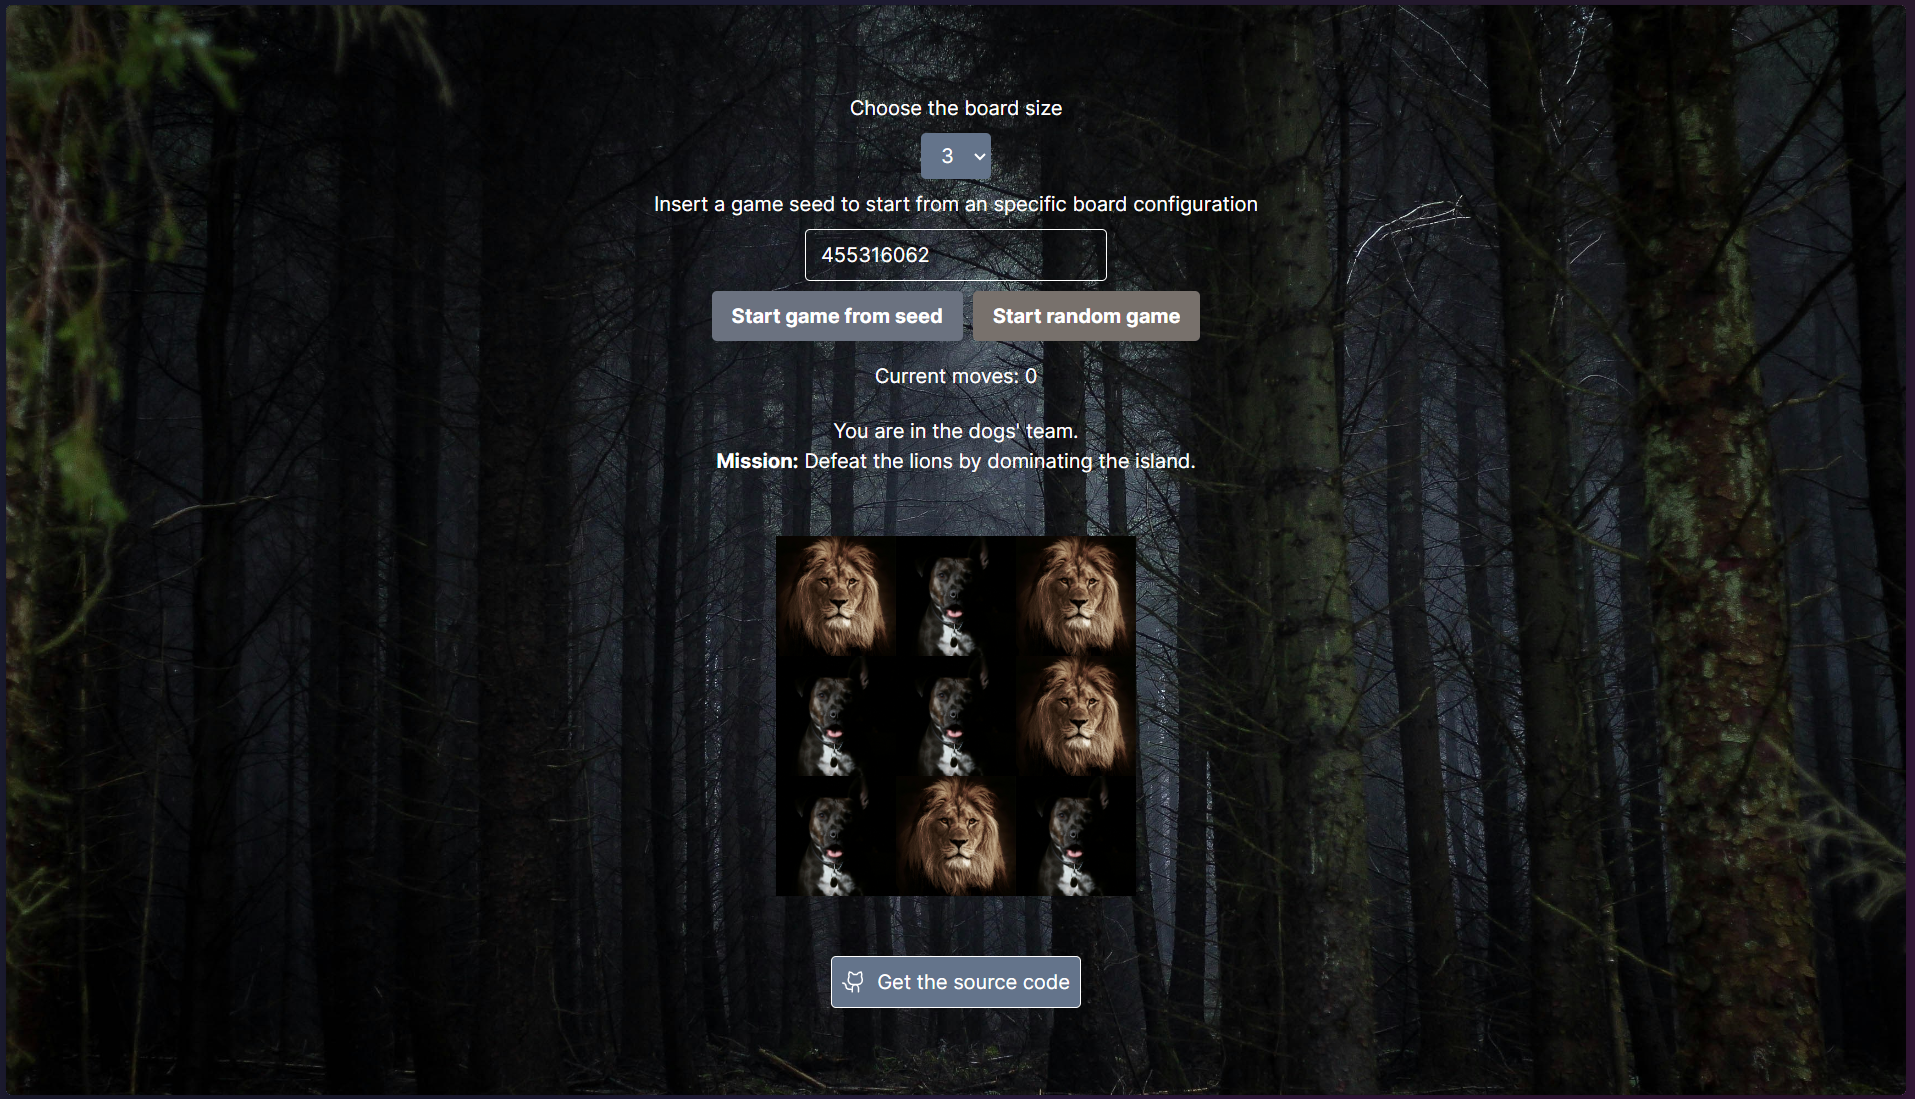 Choose the board size
3
Insert a game seed to start from an specific board configuration
455316062
Start game from seed
Start random game
Current moves: 0
You are in the dogs' team.
Mission: Defeat the lions by dominating the island.
Get the source code